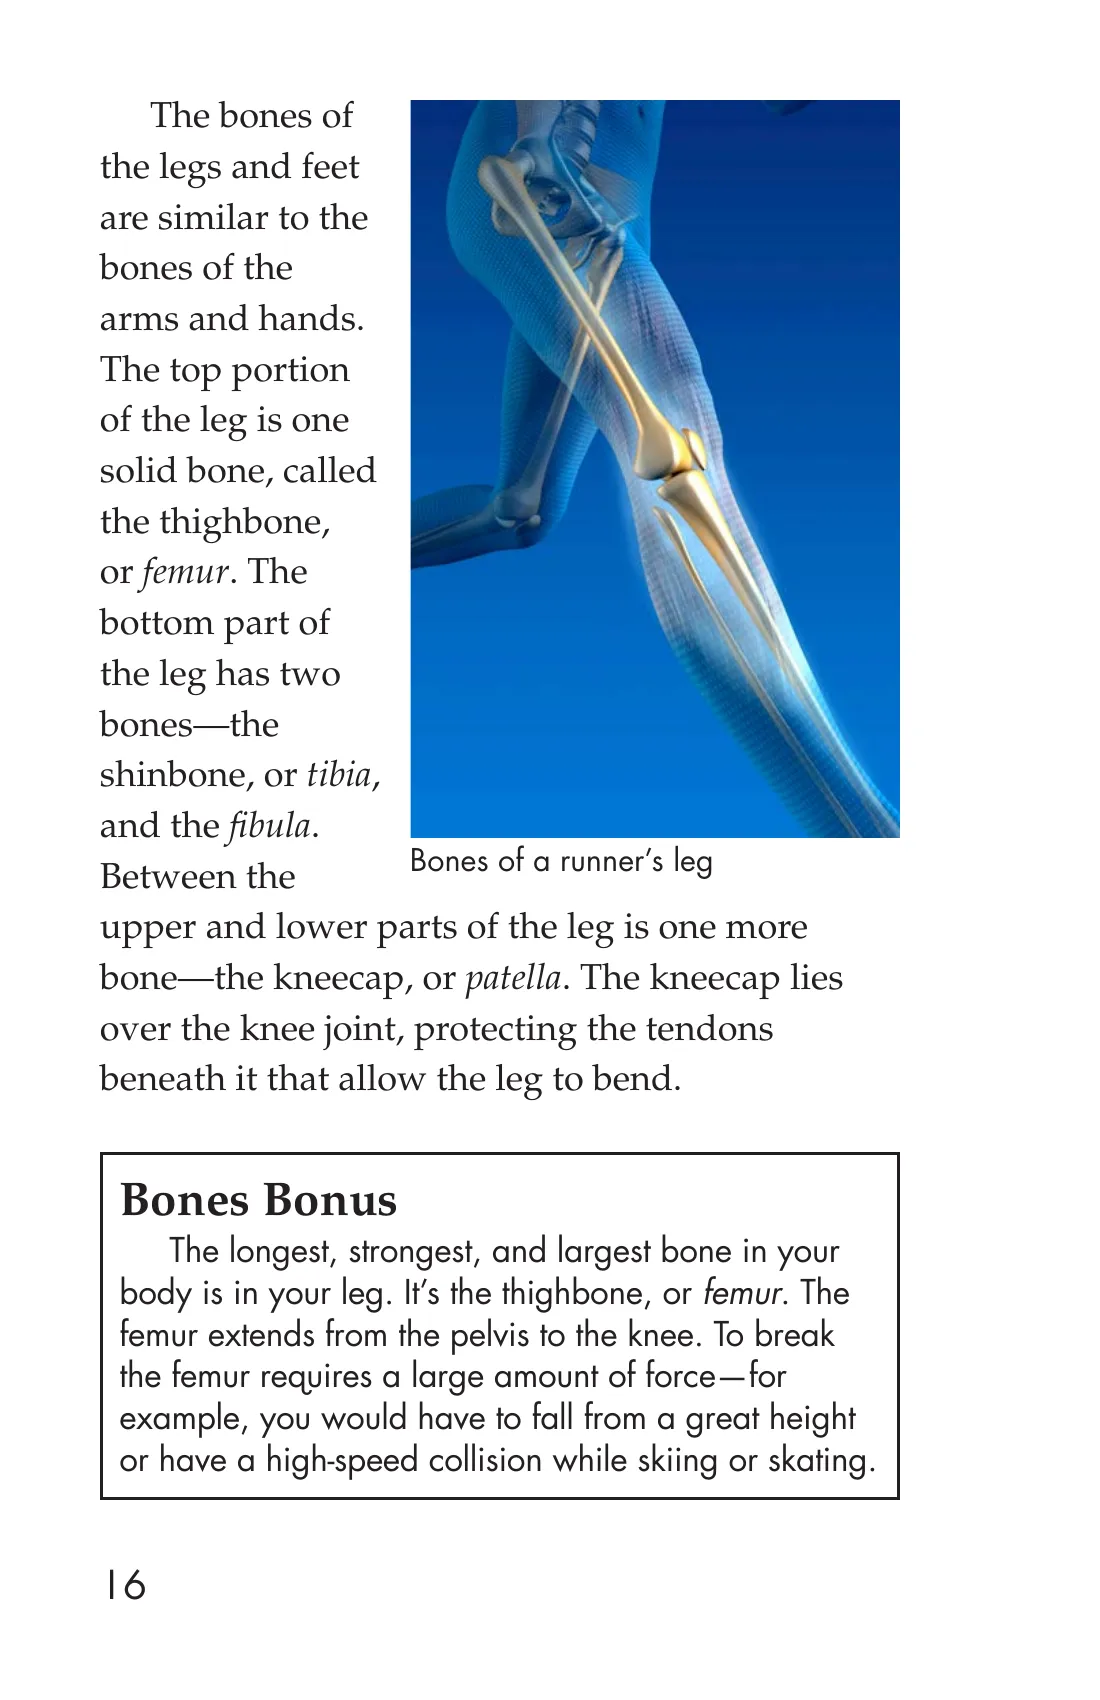 The bones of
the legs and feet
are similar to the
bones of the
arms and hands.
The top portion
of the leg is one
solid bone, called
the thighbone,
or femur. The
bottom part of
the leg has two
bones—the
shinbone, or tibia,
and the fibula.
Between the
upper and lower parts of the leg is one more
bone—the kneecap, or patella. The kneecap lies
over the knee joint, protecting the tendons
beneath it that allow the leg to bend.
Bones of a runner’s leg
Bones Bonus
The longest, strongest, and largest bone in your
body is in your leg. It’s the thighbone, or femur. The
femur extends from the pelvis to the knee. To break
the femur requires a large amount of force—for
example, you would have to fall from a great height
or have a high-speed collision while skiing or skating.
16